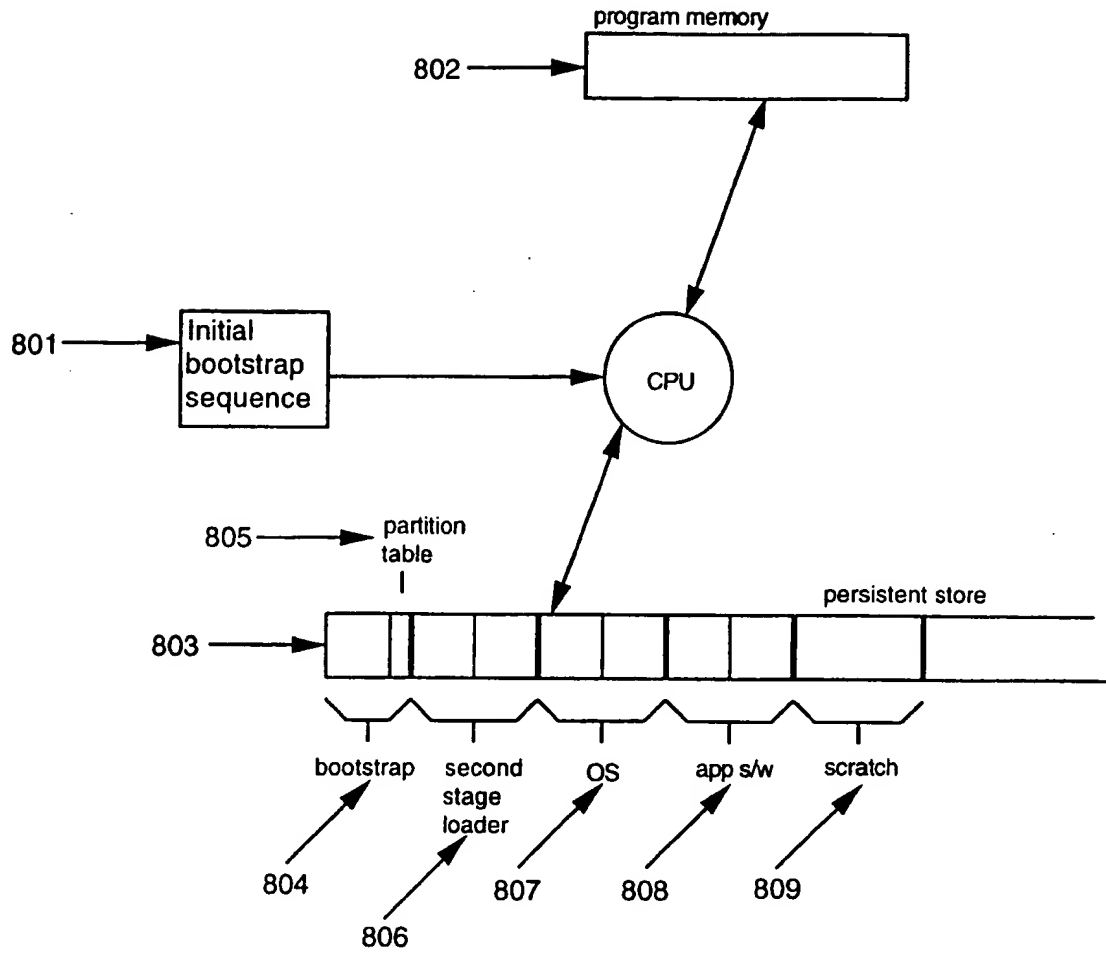 program memory
802
801
Initial
bootstrap
sequence
CPU
805
partition
table
persistent store
803
bootstrap
second
stage
loader
OS
app s/w
scratch
804
806
807
808
809